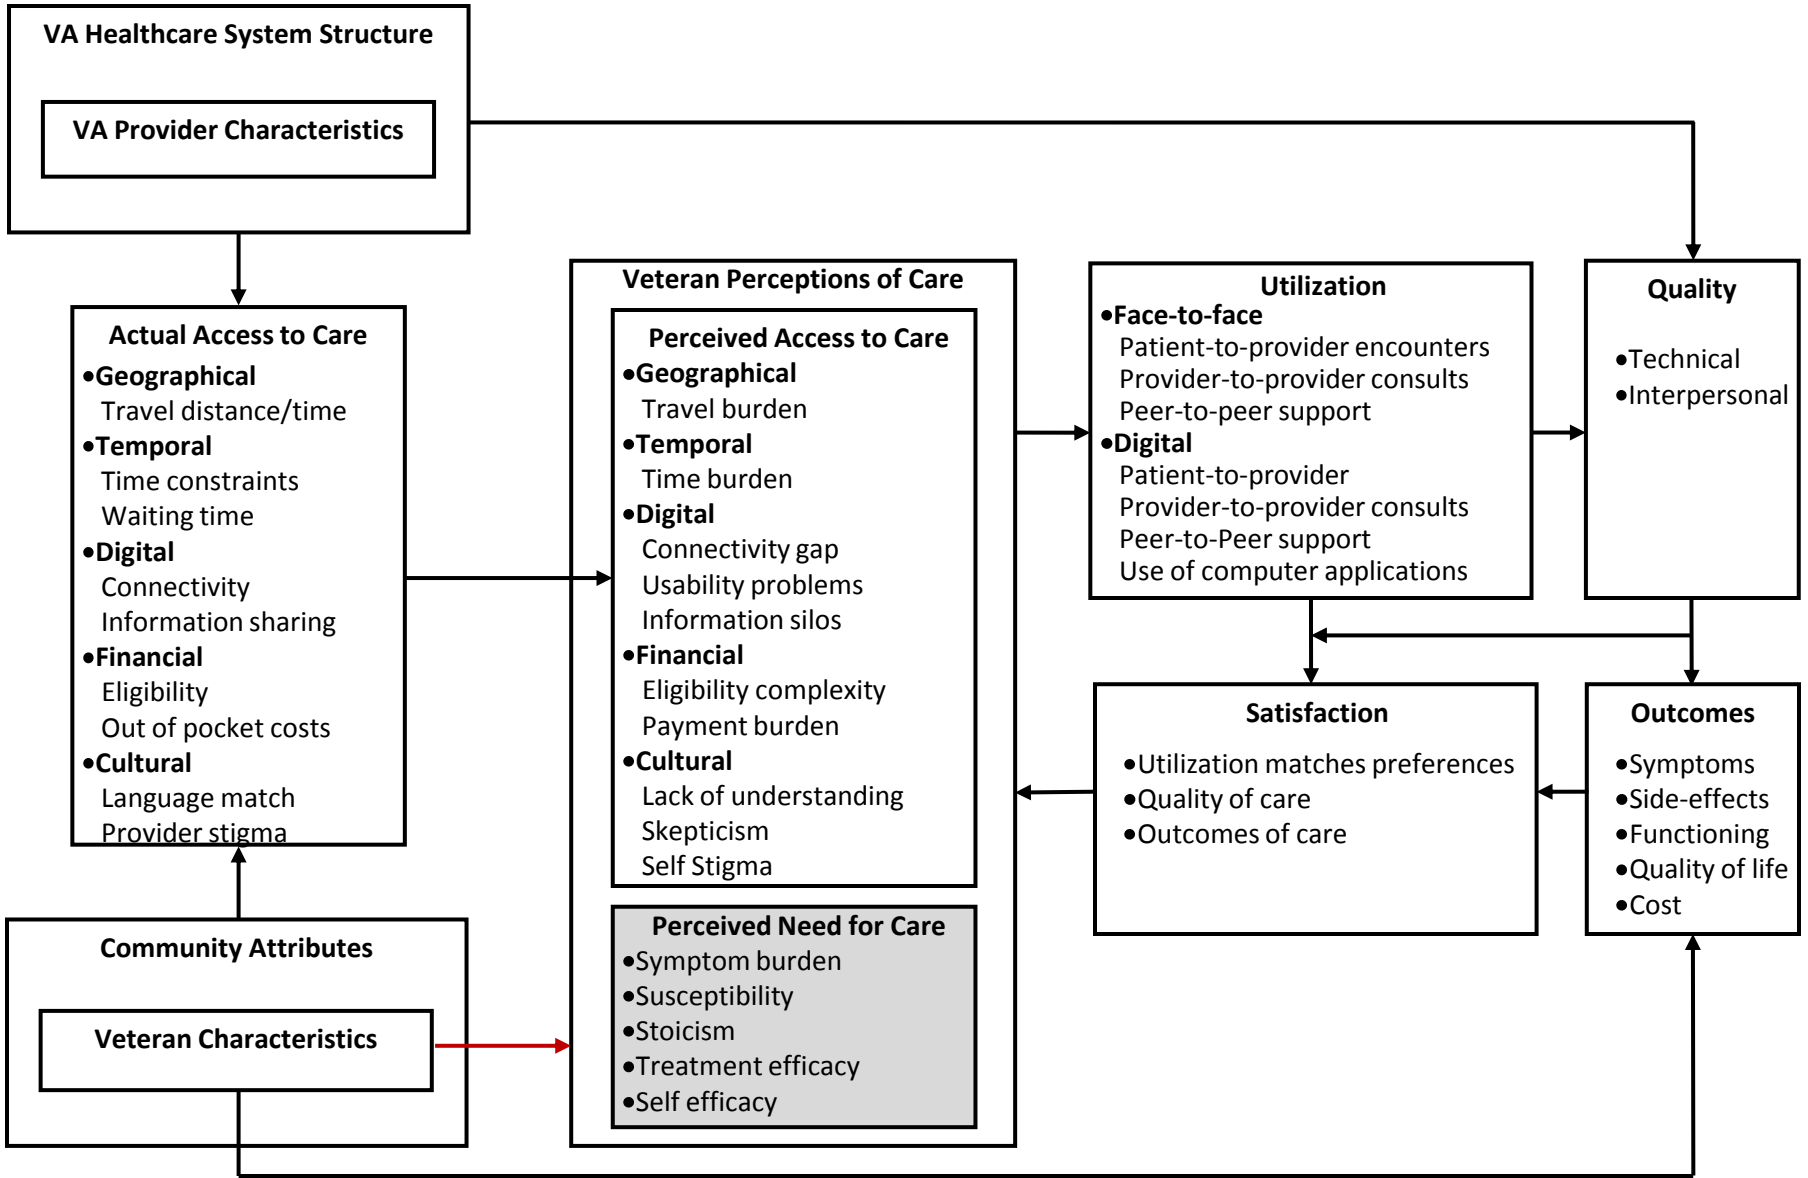 VA Healthcare System Structure
VA Provider Characteristics
Actual Access to Care
•Geographical
Travel distance/time
•Temporal
Time constraints
Waiting time
•Digital
Connectivity
Information sharing
•Financial
Eligibility
Out of pocket costs
•Cultural
Language match
Provider stigma
Community Attributes
Veteran Characteristics
Veteran Perceptions of Care
Perceived Access to Care
•Geographical
Travel burden
•Temporal
Time burden
•Digital
Connectivity gap
Usability problems
Information silos
•Financial
Eligibility complexity
Payment burden
•Cultural
Lack of understanding
Skepticism
Self Stigma
Perceived Need for Care
•Symptom burden
•Susceptibility
•Stoicism
•Treatment efficacy
•Self efficacy
Utilization
•Face-to-face
Patient-to-provider encounters
Provider-to-provider consults
Peer-to-peer support
•Digital
Patient-to-provider
Provider-to-provider consults
Peer-to-Peer support
Use of computer applications
Quality
•Technical
•Interpersonal
Satisfaction
•Utilization matches preferences
•Quality of care
•Outcomes of care
Outcomes
•Symptoms
•Side-effects
•Functioning
•Quality of life
•Cost